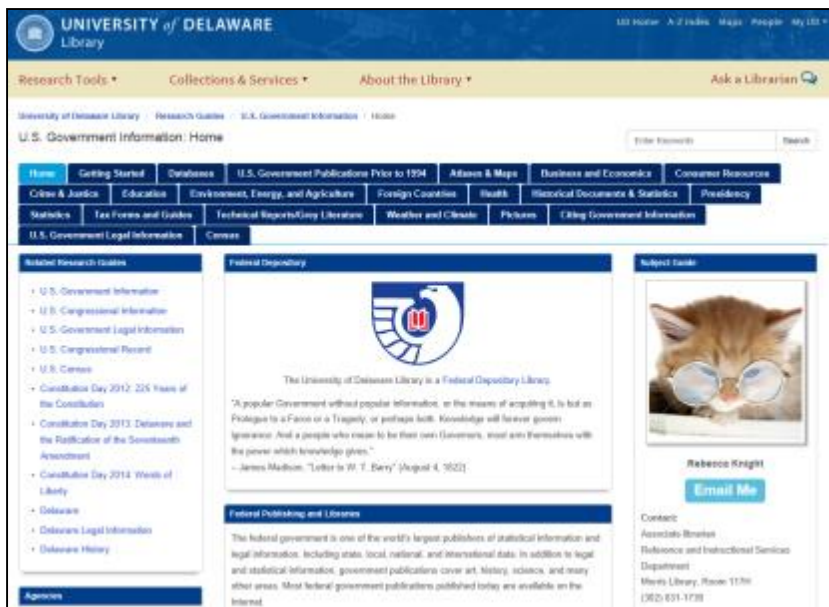 UNIVERSITY of DELAWARE
Library
UD Home A-Z Index Maps People My UD
Research Tools
Collections & Services
About the Library
Ask a Librarian
University of Delaware Library Research Guides U.S. Government Information Home
U.S. Government Information: Home
Enter Keywords
Search
Home Getting Started Databases U.S. Government Publications Prior to 1994 Atlases & Maps Business and Economics Consumer Resources
Crime & Justice Education Environment, Energy, and Agriculture Foreign Countries Health Historical Documents & Statistics Presidency
Statistics Tax Forms and Guides Technical Reports/Grey Literature Weather and Climate Pictures Citing Government Information
U.S. Government Legal Information Census
Related Research Guides
U.S. Government Information
U.S. Congressional Information
U.S. Government Legal Information
U.S. Congressional Record
U.S. Census
Constitution Day 2012: 225 Years of
the Constitution
Constitution Day 2013: Delaware and
the Ratification of the Seventeenth
Amendment
Constitution Day 2014: Words of
Liberty
Delaware
Delaware Legal Information
Delaware History
Agencies
Federal Depository
The University of Delaware Library is a Federal Depository Library.
"A popular Government without popular information, or the means of acquiring it, is but as
Prologue to a Farce or a Tragedy, or perhaps both. Knowledge will forever govern
ignorance. And a people who mean to be their own Governors, must arm themselves with
the power which knowledge gives."
-- James Madison, "Letter to W. T. Barry" (August 4, 1822)
Federal Publishing and Libraries
The federal government is one of the world's largest publishers of statistical information and
legal information, including state, local, national, and international data. In addition to legal
and statistical information, government publications cover art, history, science, and many
other areas. Most federal government publications published today are available on the
Internet.
Subject Guide
Rebecca Knight
Email Me
Contact:
Associate librarian
Reference and Instructional Services
Department
Morris Library, Room 117H
(302) 831-1730